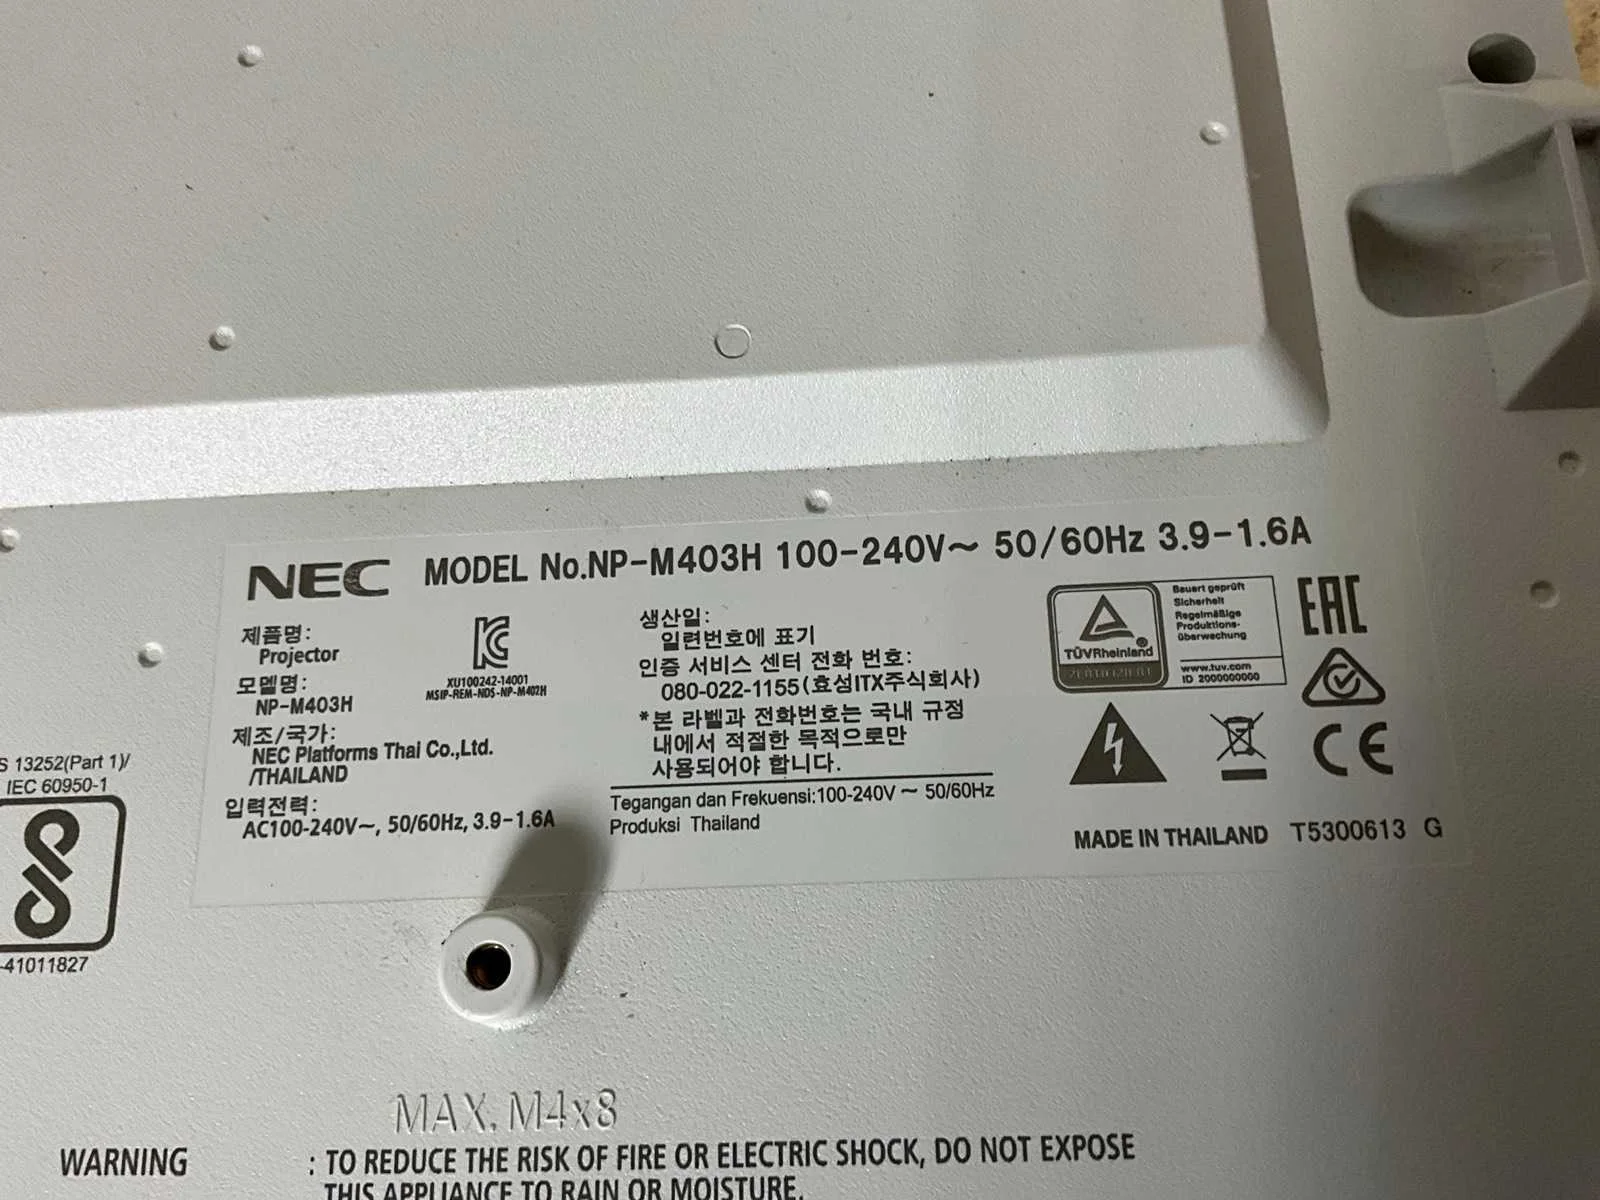 NEC MODEL No.NP-M403H 100-240V～ 50/60Hz 3.9-1.6A
제품명:
Projector
모델명:
NP-M403H
제조/국가:
NEC Platforms Thai Co.,Ltd.
/THAILAND
입력전력:
AC100-240V～, 50/60Hz, 3.9-1.6A
XU100242-14001
MSIP-REM-NDS-NP-M402H
생산일:
일련번호에 표기
인증 서비스 센터 전화 번호:
080-022-1155(효성ITX주식회사)
*본 라벨과 전화번호는 국내 규정
내에서 적절한 목적으로만
사용되어야 합니다.
Tegangan dan Frekuensi:100-240V ～ 50/60Hz
Produksi Thailand
TÜVRheinland
Bauart geprüft
Sicherheit
Regelmäßige
Produktions-
überwachung
www.tuv.com
ID 2000000000
EAC
CE
MADE IN THAILAND T5300613 G
S 13252(Part 1)/
IEC 60950-1
-41011827
MAX. M4x8
WARNING : TO REDUCE THE RISK OF FIRE OR ELECTRIC SHOCK, DO NOT EXPOSE
THIS APPLIANCE TO RAIN OR MOISTURE.